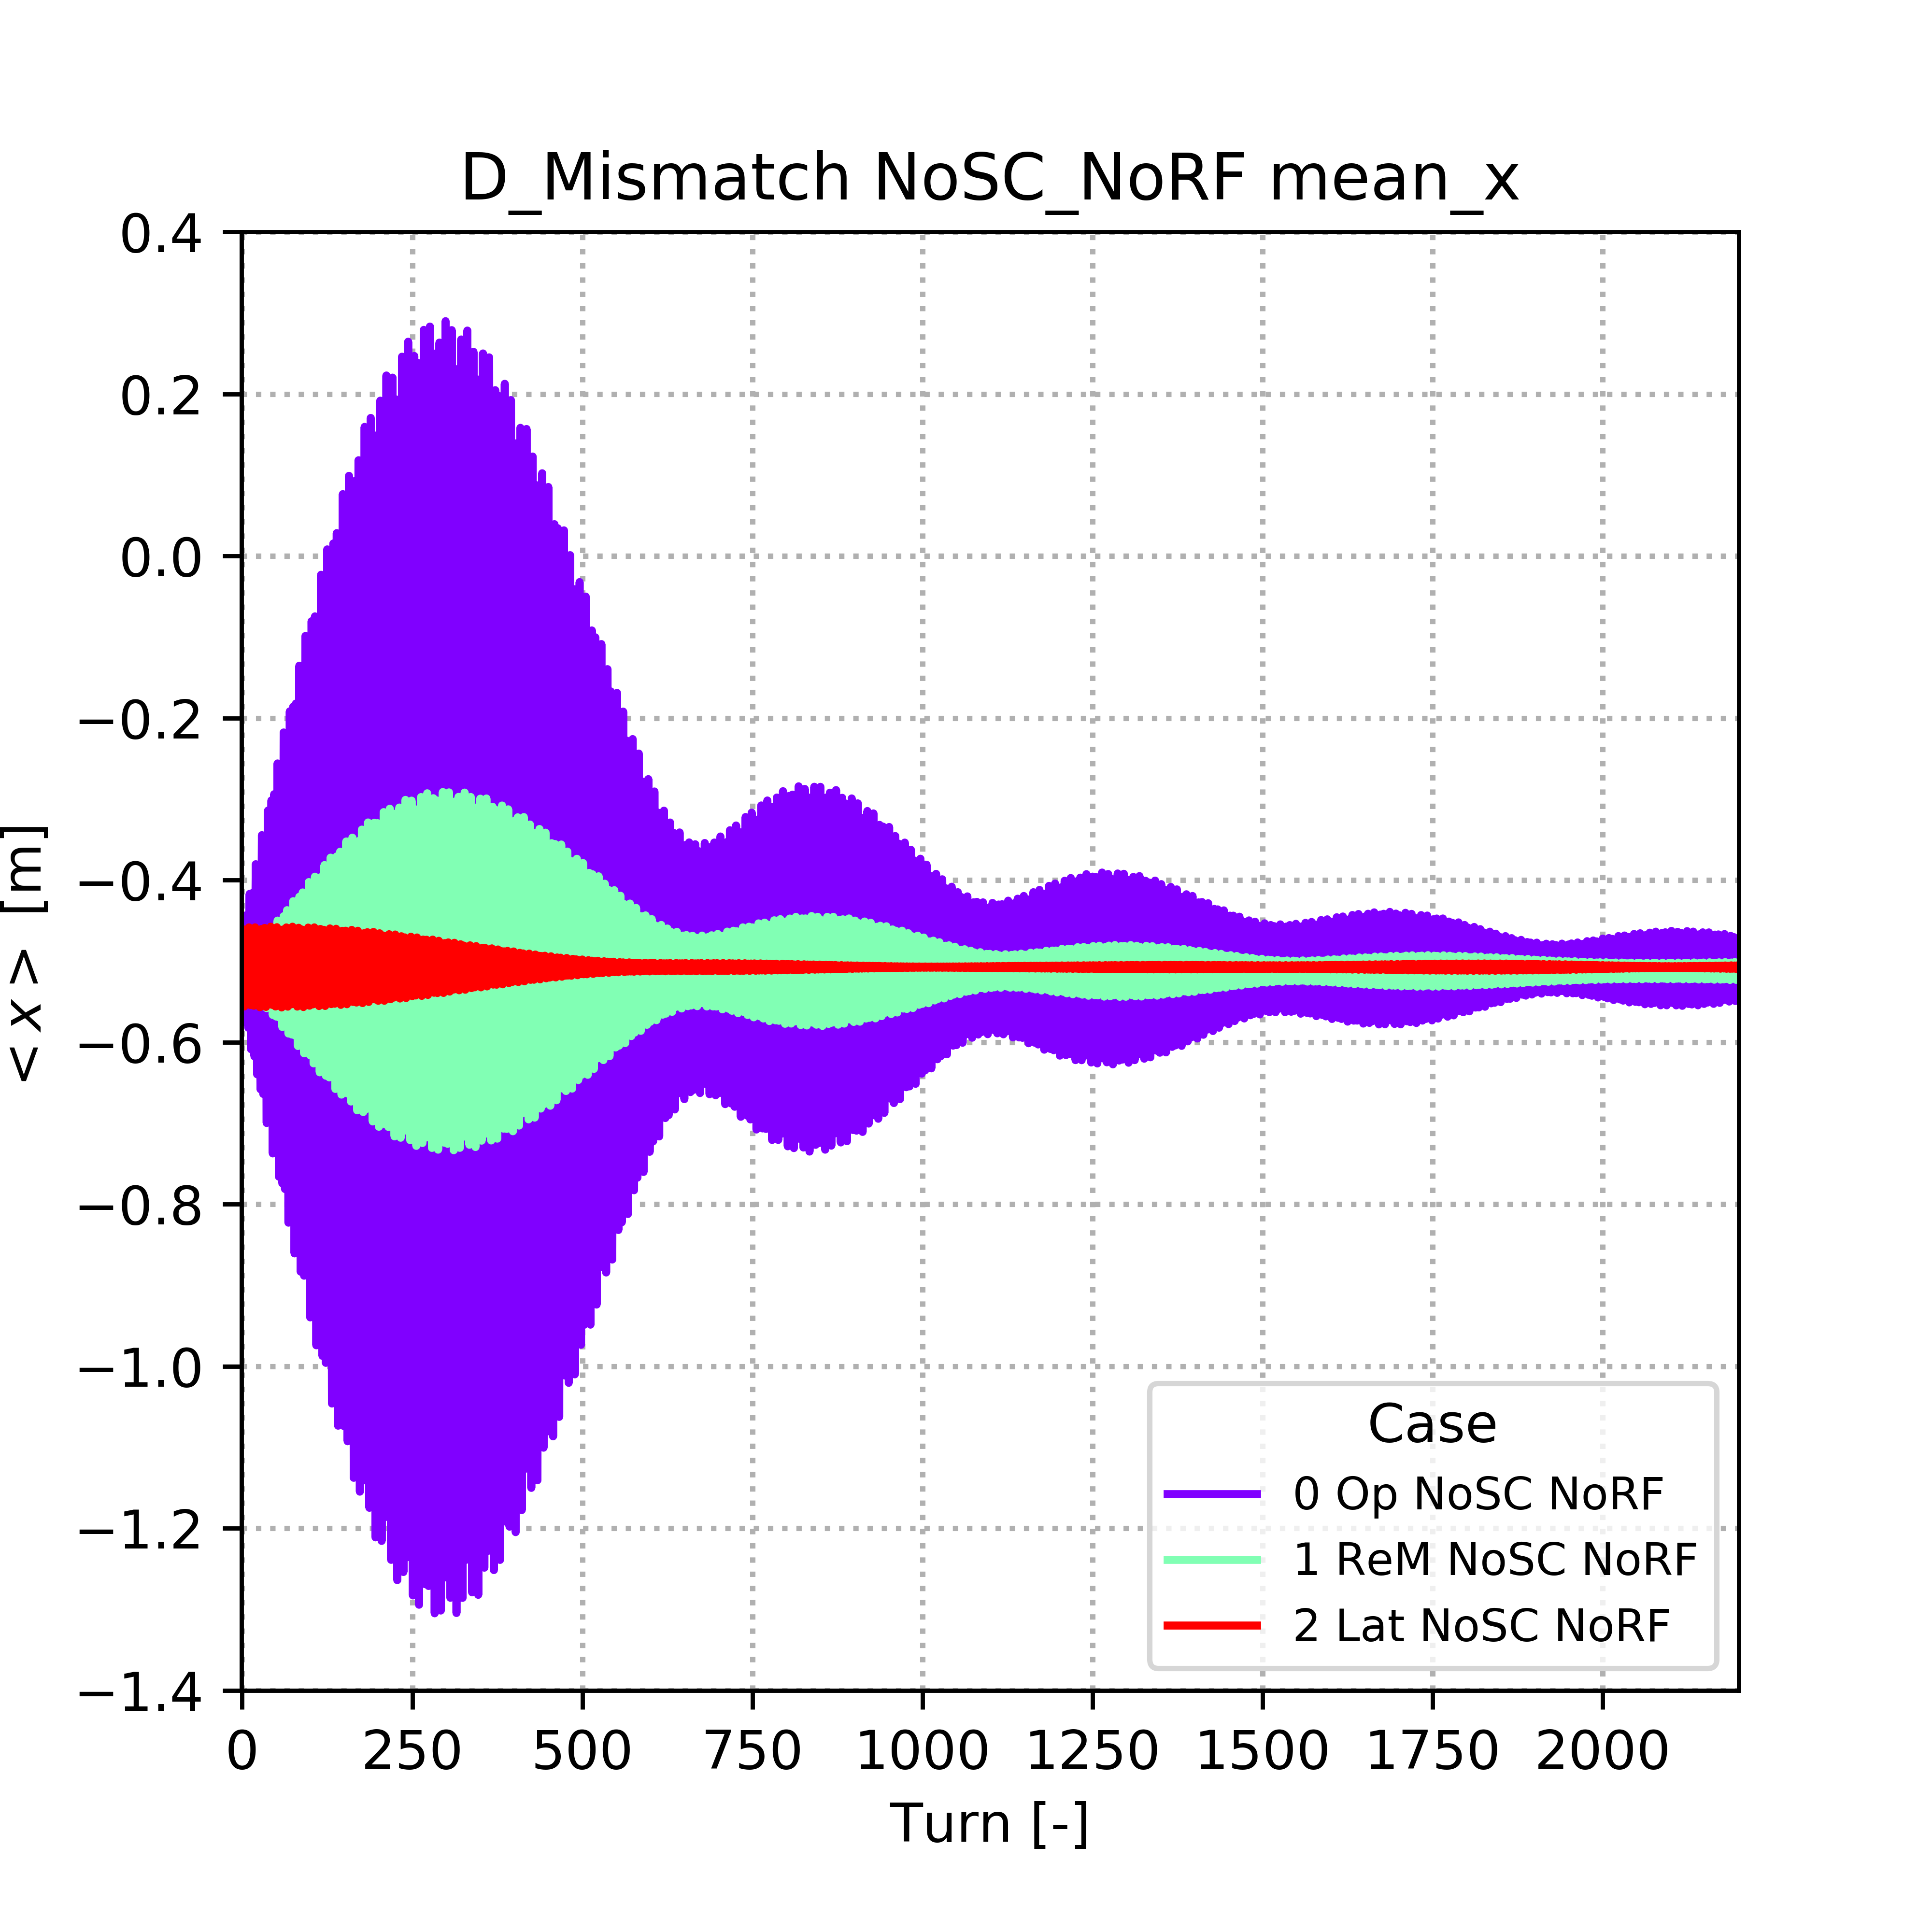 D_Mismatch NoSC_NoRF mean_x
0.4
0.2
0.0
−0.2
−0.4
−0.6
−0.8
−1.0
−1.2
−1.4
< x > [m]
0 250 500 750 1000 1250 1500 1750 2000
Turn [-]
Case
0 Op NoSC NoRF
1 ReM NoSC NoRF
2 Lat NoSC NoRF